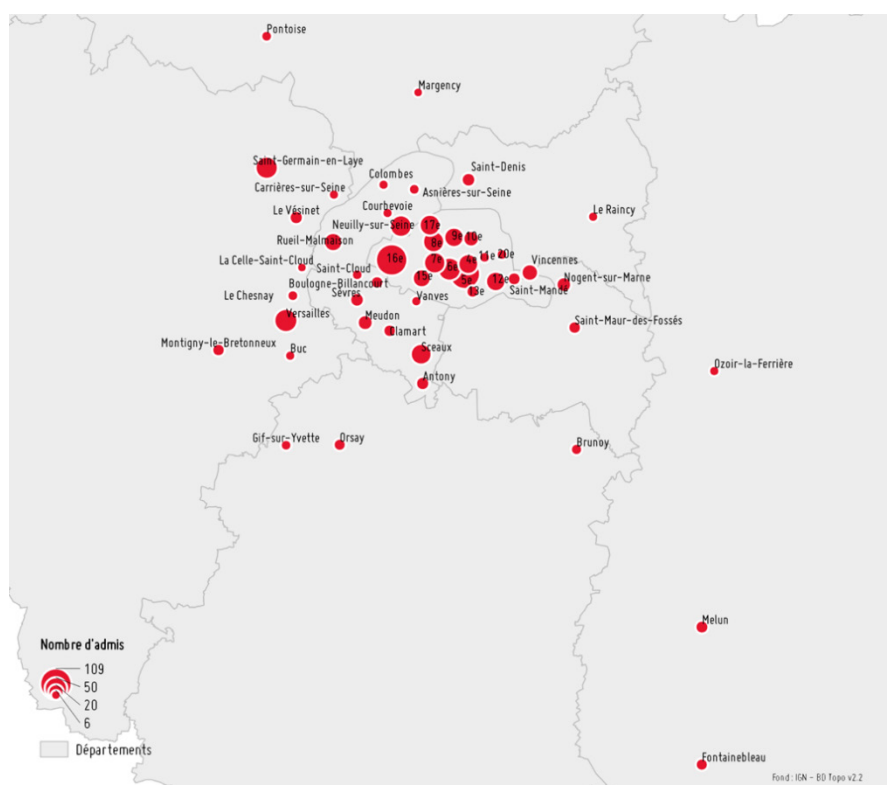 Pontoise
Margency
Saint-Germain-en-Laye
Saint-Denis
Colombes
Carrières-sur-Seine
Asnières-sur-Seine
Le Vésinet
Courbevoie
Le Raincy
Neuilly-sur-Seine
17e
Rueil-Malmaison
8e
9e
10e
16e
7e
6e
4e
11e
20e
La Celle-Saint-Cloud
Saint-Cloud
Vincennes
Boulogne-Billancourt
15e
5e
12e
Nogent-sur-Marne
13e
Saint-Mandé
Le Chesnay
Sèvres
Vanves
Versailles
Meudon
Clamart
Saint-Maur-des-Fossés
Montigny-le-Bretonneux
Buc
Sceaux
Ozoir-la-Ferrière
Antony
Gif-sur-Yvette
Orsay
Brunoy
Melun
Nombre d'admis
109
50
20
6
Départements
Fontainebleau
Fond : IGN - BD Topo v2.2